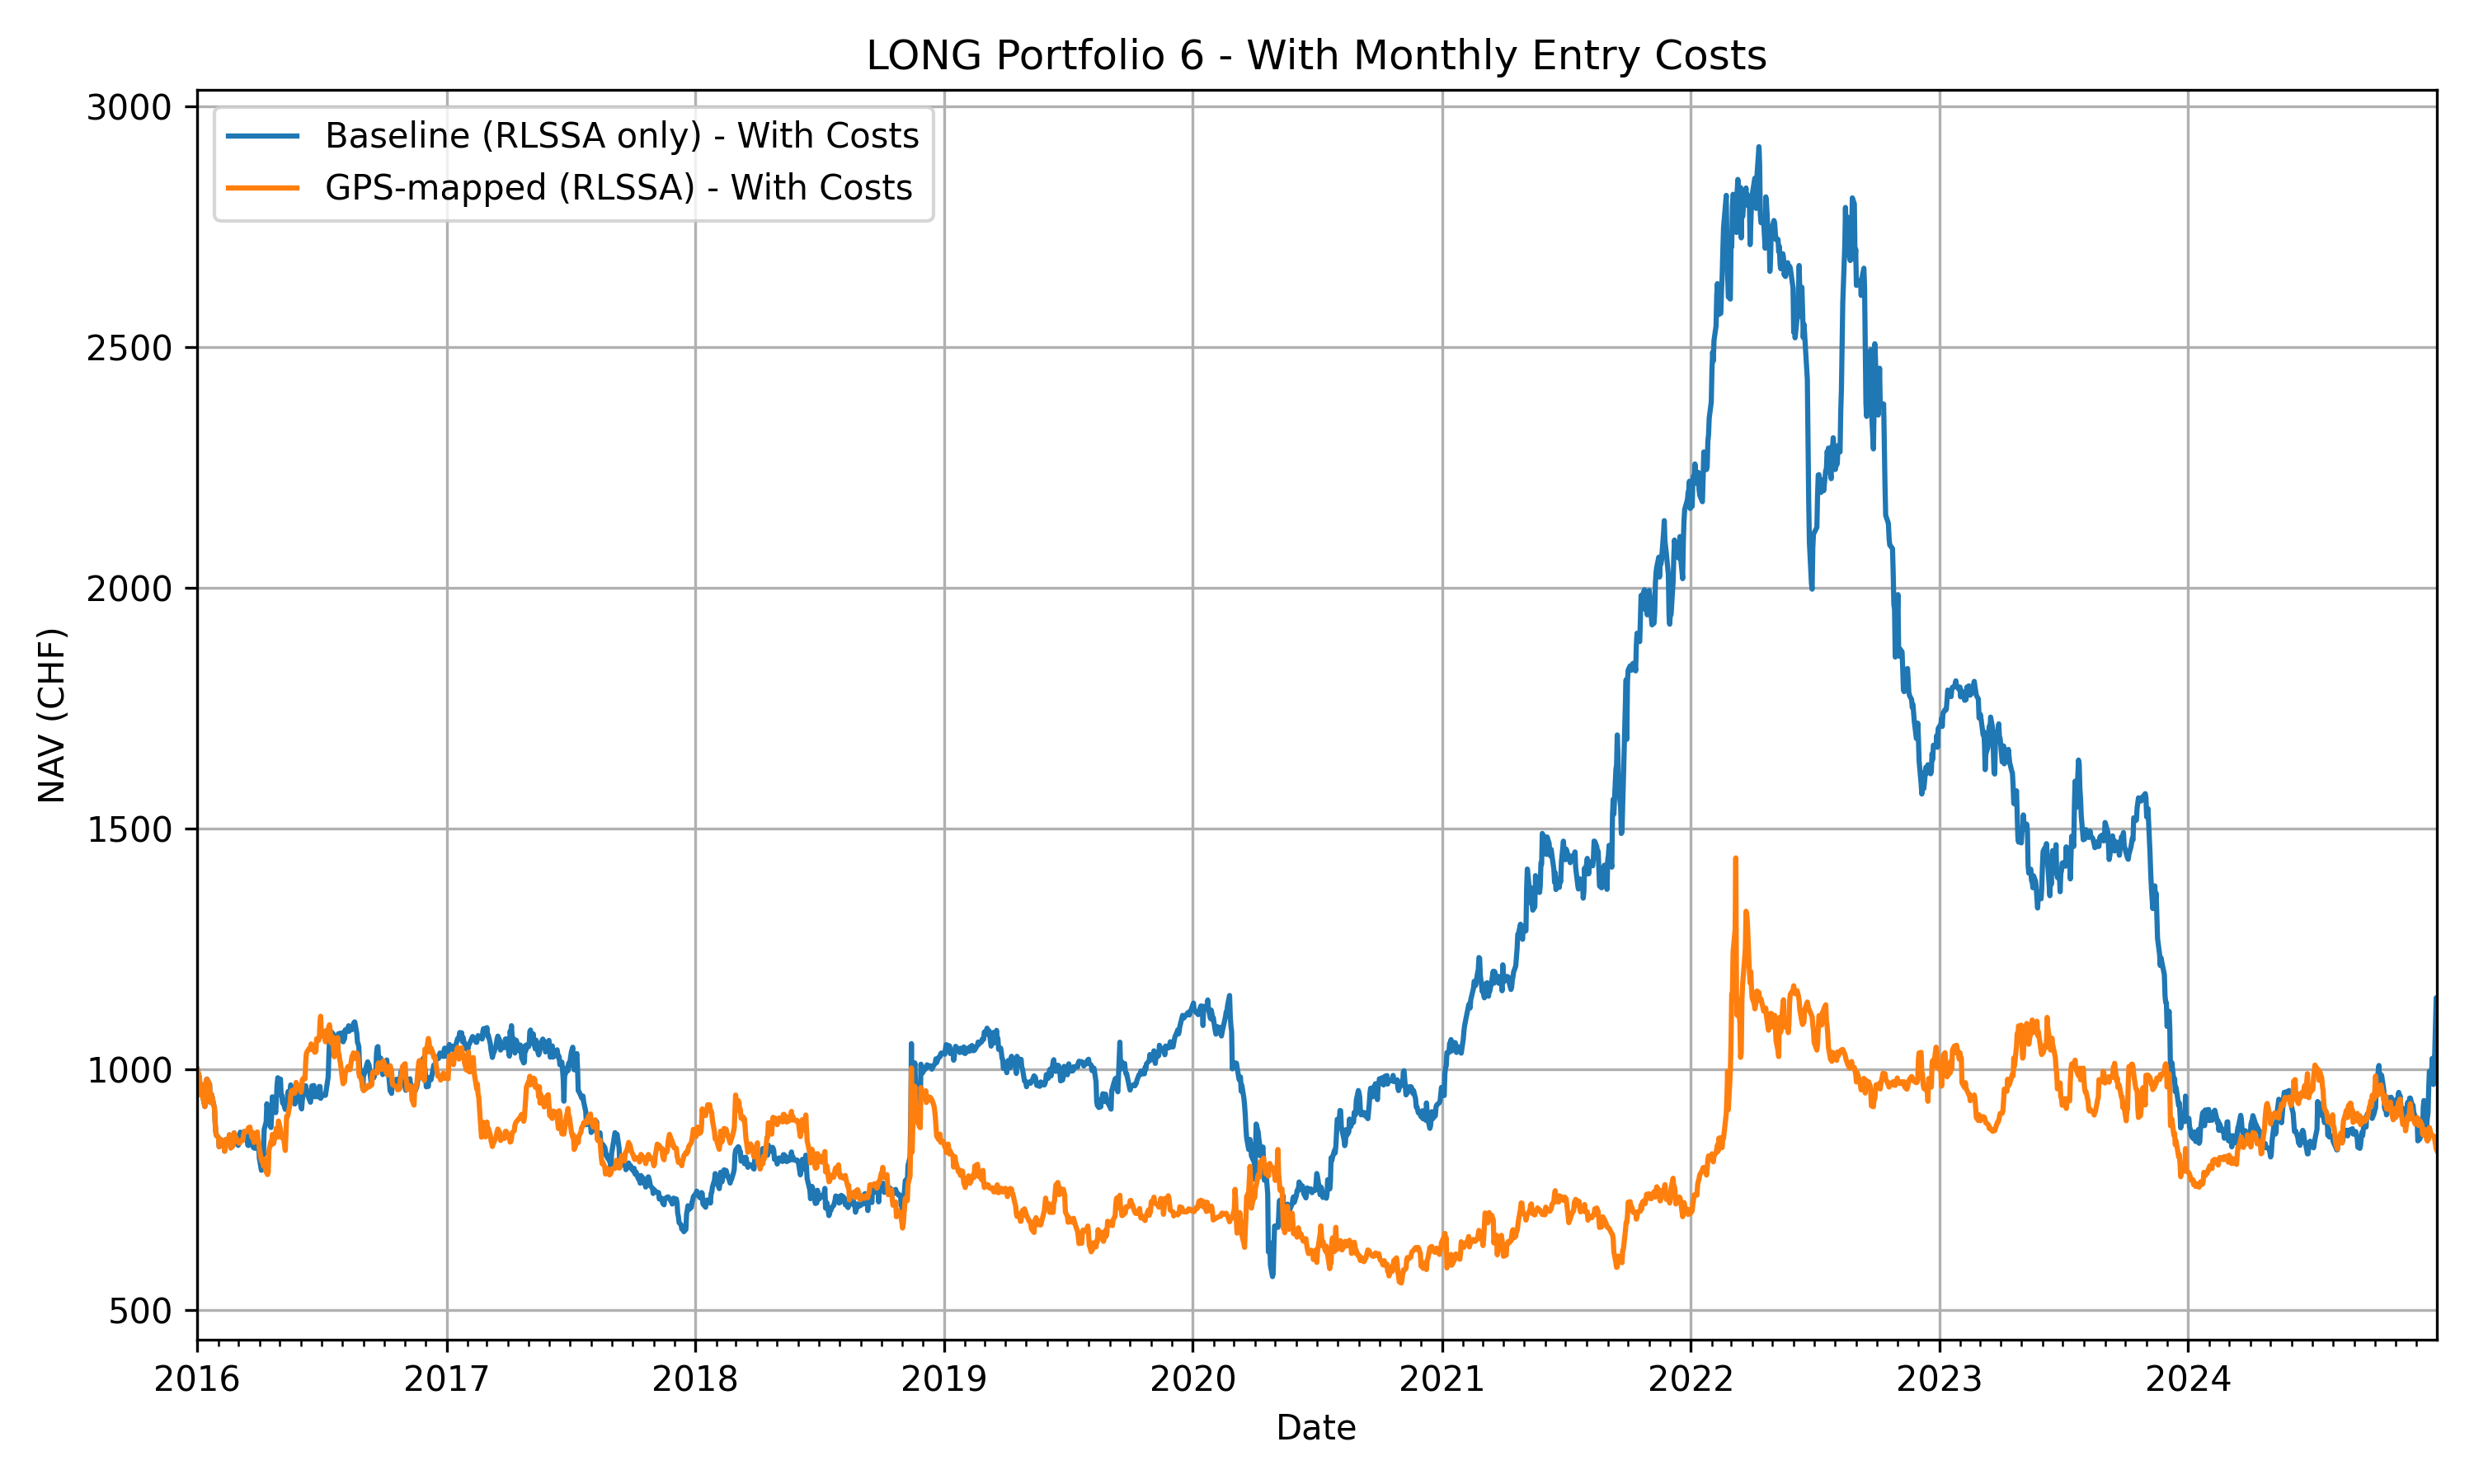 LONG Portfolio 6 - With Monthly Entry Costs
Baseline (RLSSA only) - With Costs
GPS-mapped (RLSSA) - With Costs
3000
2500
2000
1500
1000
500
NAV (CHF)
2016 2017 2018 2019 2020 2021 2022 2023 2024
Date